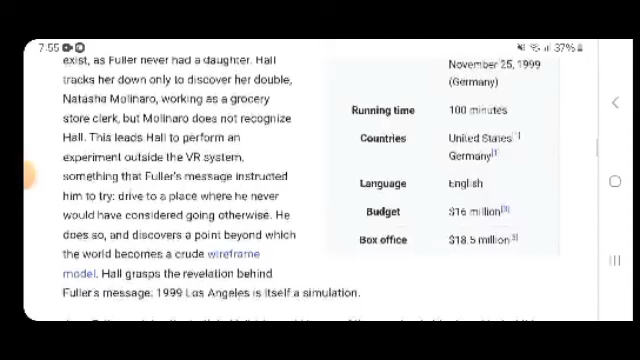 7:55
37%
exist, as Fuller never had a daughter. Hall
tracks her down only to discover her double,
Natasha Molinaro, working as a grocery
store clerk, but Molinaro does not recognize
Hall. This leads Hall to perform an
experiment outside the VR system,
something that Fuller's message instructed
him to try: drive to a place where he never
would have considered going otherwise. He
does so, and discovers a point beyond which
the world becomes a crude wireframe
model. Hall grasps the revelation behind
Fuller's message: 1999 Los Angeles is itself a simulation.
November 25, 1999
(Germany)
Running time 100 minutes
Countries United States[1]
Germany[1]
Language English
Budget $16 million[3]
Box office $18.5 million